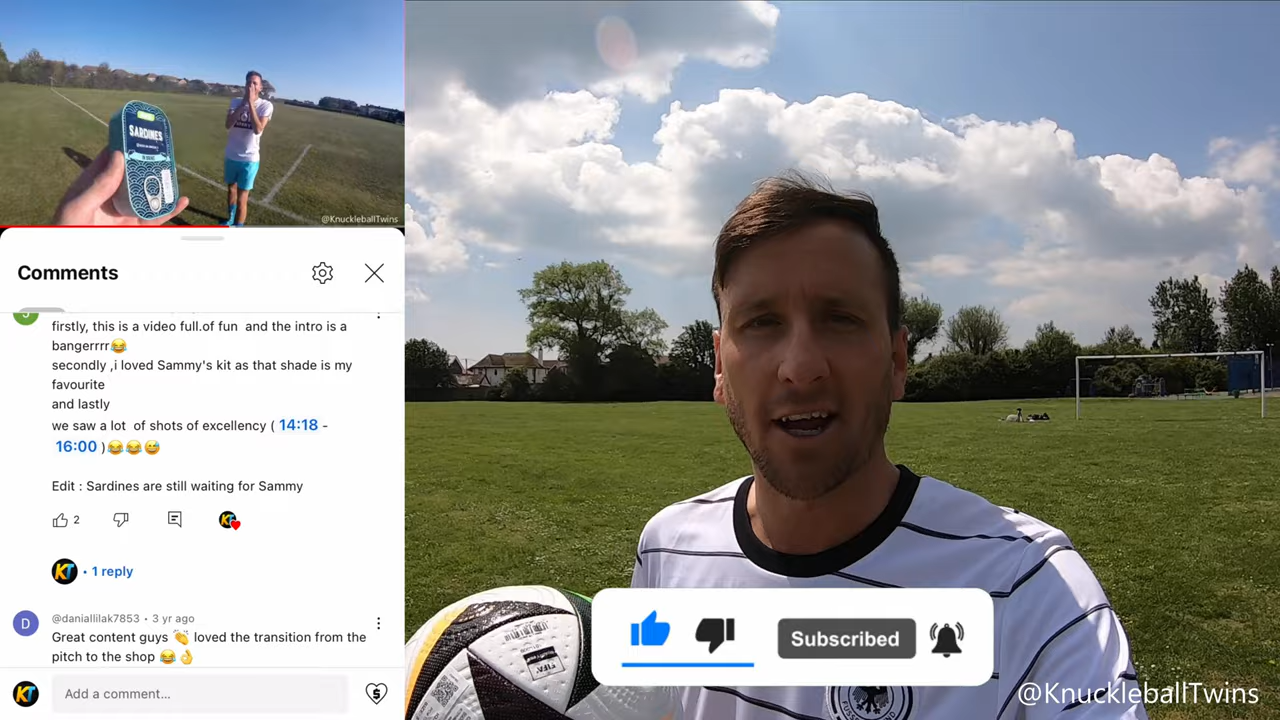 SARDINES
@KnuckleballTwins
Comments
firstly, this is a video full.of fun  and the intro is a
bangerrr😂
secondly ,i loved Sammy's kit as that shade is my
favourite
and lastly
we saw a lot  of shots of excellency ( 14:18 -
16:00 )😂😂😅
Edit : Sardines are still waiting for Sammy
2
KT
• 1 reply
D
@daniallilak7853 • 3 yr ago
Great content guys 👏 loved the transition from the
pitch to the shop 😂👌
KT
Add a comment...
FIFA
Subscribed
@KnuckleballTwins